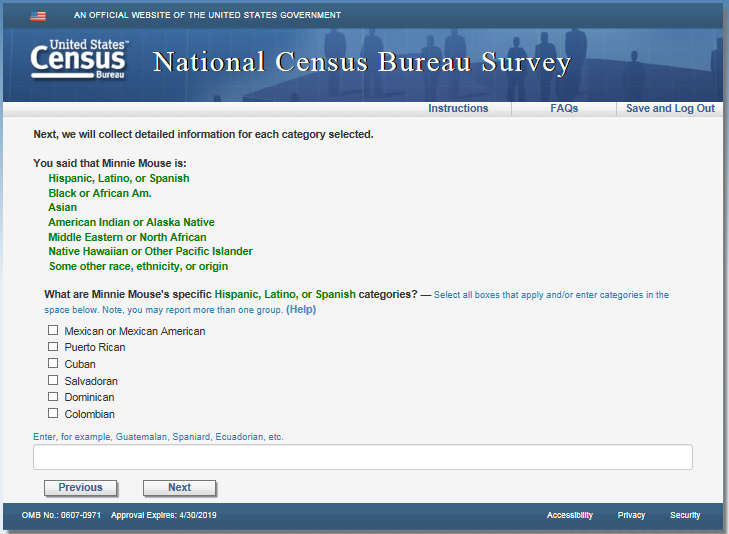 AN OFFICIAL WEBSITE OF THE UNITED STATES GOVERNMENT
United States™
Census
Bureau
National Census Bureau Survey
Instructions FAQs Save and Log Out
Next, we will collect detailed information for each category selected.
You said that Minnie Mouse is:
Hispanic, Latino, or Spanish
Black or African Am.
Asian
American Indian or Alaska Native
Middle Eastern or North African
Native Hawaiian or Other Pacific Islander
Some other race, ethnicity, or origin
What are Minnie Mouse's specific Hispanic, Latino, or Spanish categories? — Select all boxes that apply and/or enter categories in the
space below. Note, you may report more than one group. (Help)
Mexican or Mexican American
Puerto Rican
Cuban
Salvadoran
Dominican
Colombian
Enter, for example, Guatemalan, Spaniard, Ecuadorian, etc.
Previous Next
OMB No.: 0607-0971 Approval Expires: 4/30/2019 Accessibility Privacy Security